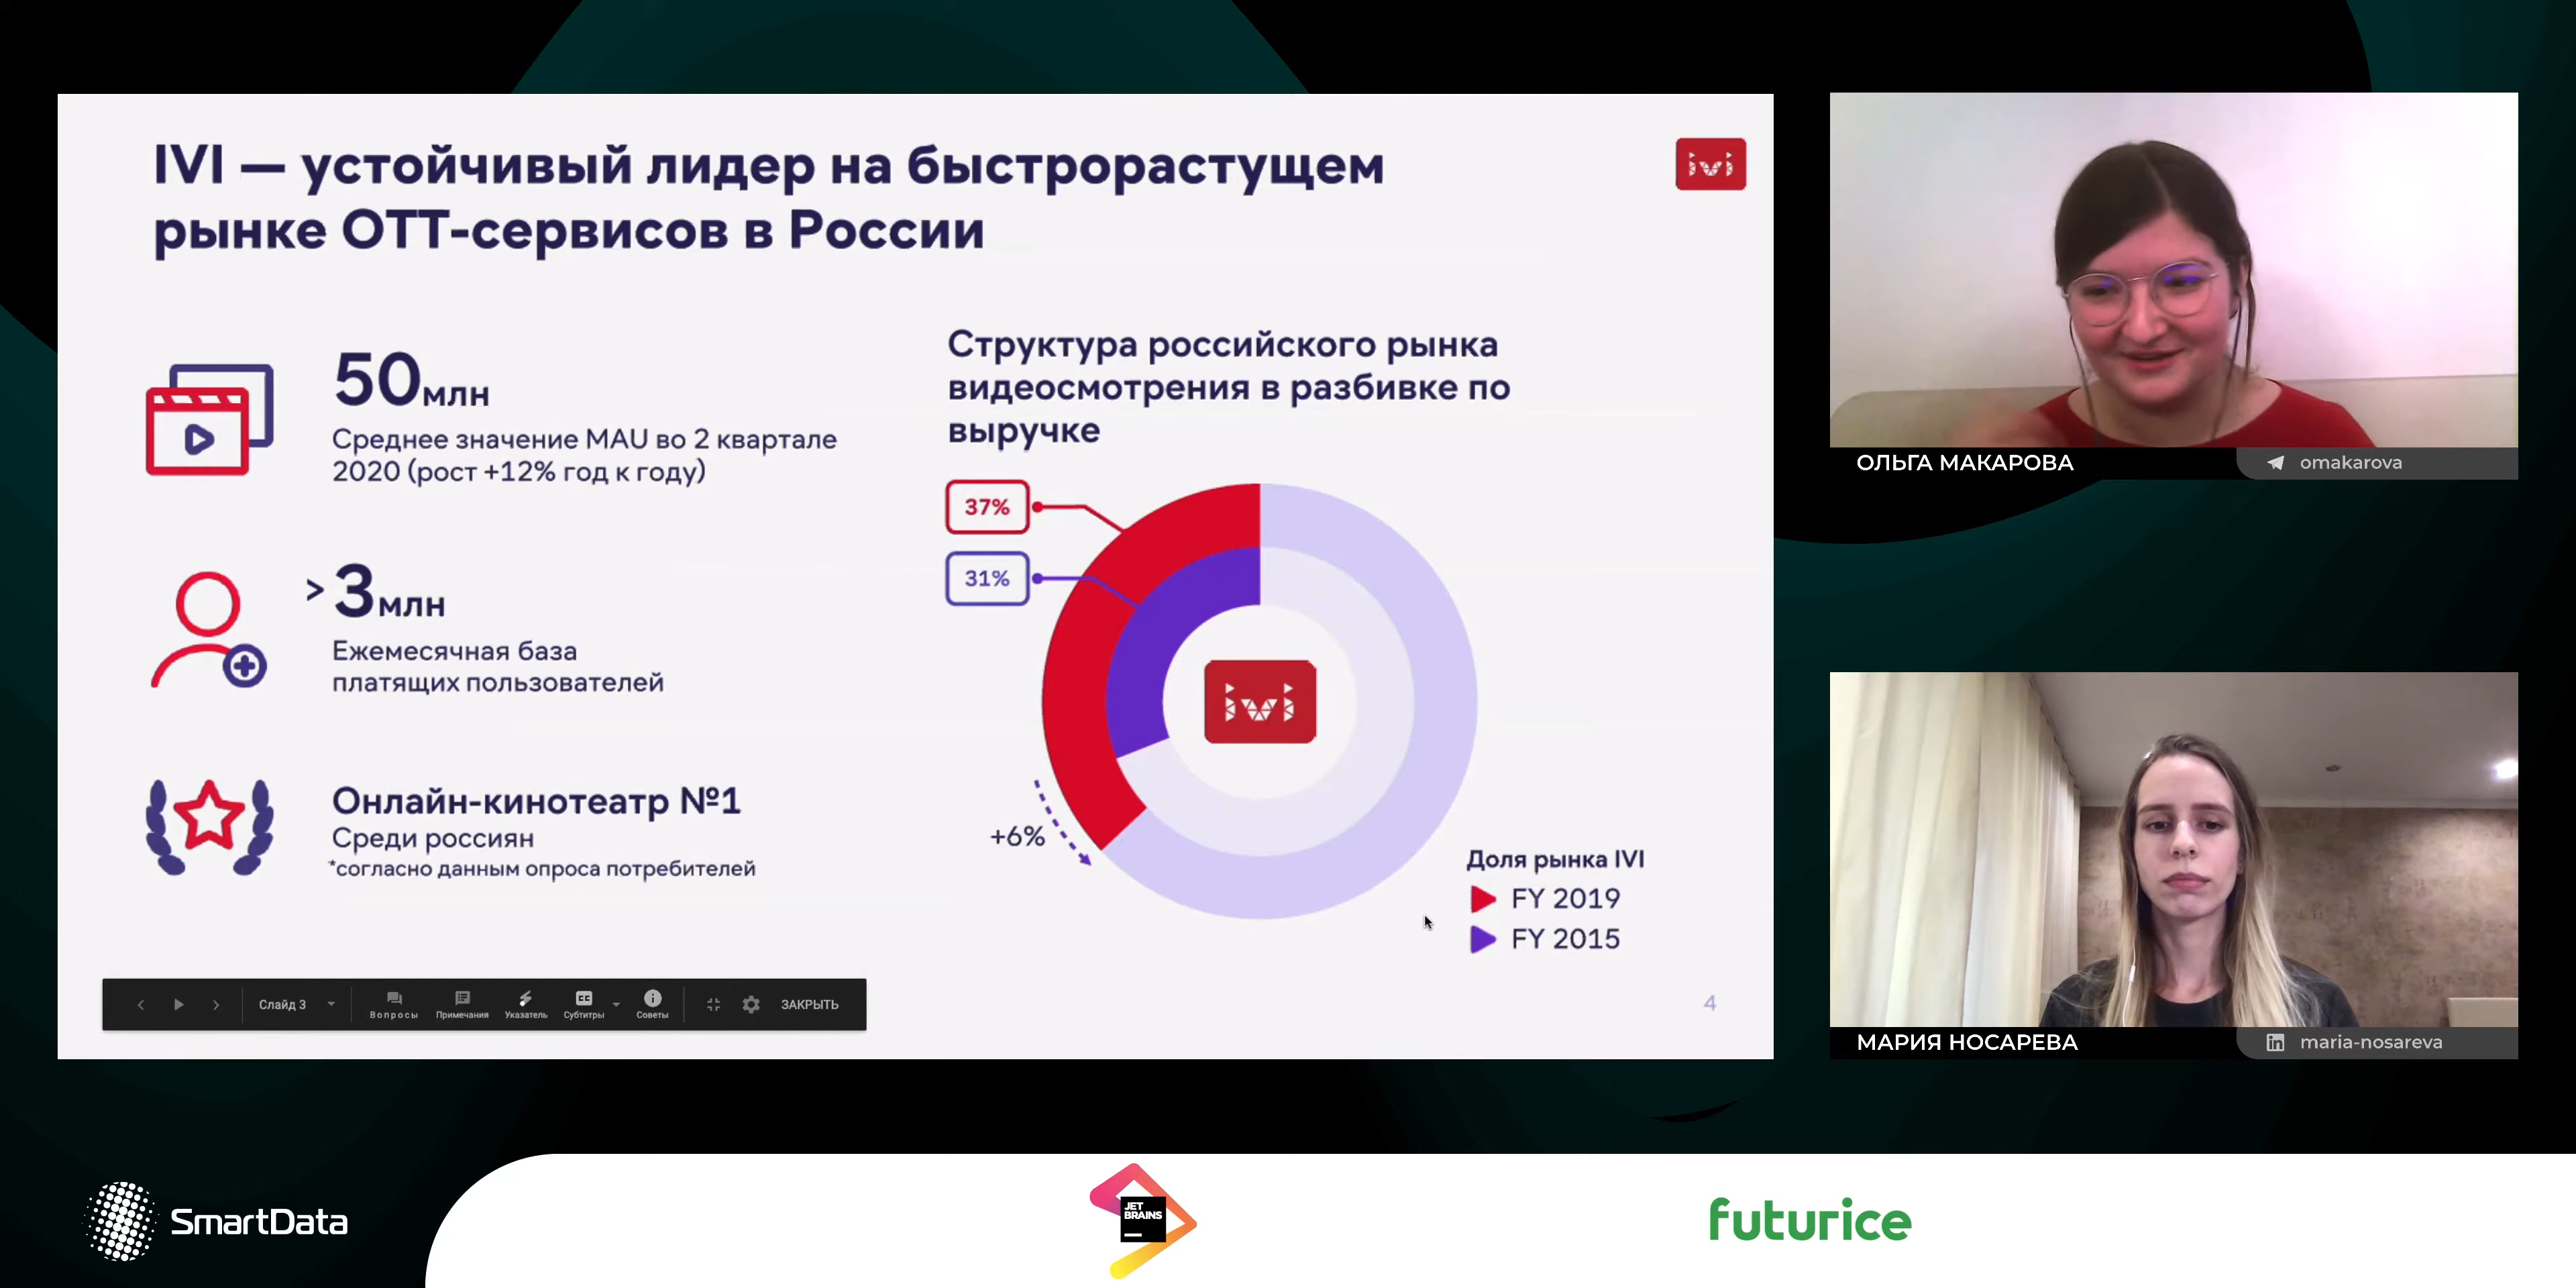 IVI — устойчивый лидер на быстрорастущем
рынке ОТТ-сервисов в России
ivi
50млн
Среднее значение MAU во 2 квартале
2020 (рост +12% год к году)
> 3млн
Ежемесячная база
платящих пользователей
Онлайн-кинотеатр №1
Среди россиян
*согласно данным опроса потребителей
Структура российского рынка
видеосмотрения в разбивке по
выручке
37%
31%
ivi
+6%
Доля рынка IVI
FY 2019
FY 2015
Слайд 3
Вопросы
Примечания
Указатель
CC
Субтитры
Советы
ЗАКРЫТЬ
4
ОЛЬГА МАКАРОВА
omakarova
МАРИЯ НОСАРЕВА
in
maria-nosareva
SmartData
JET
BRAINS
futurice